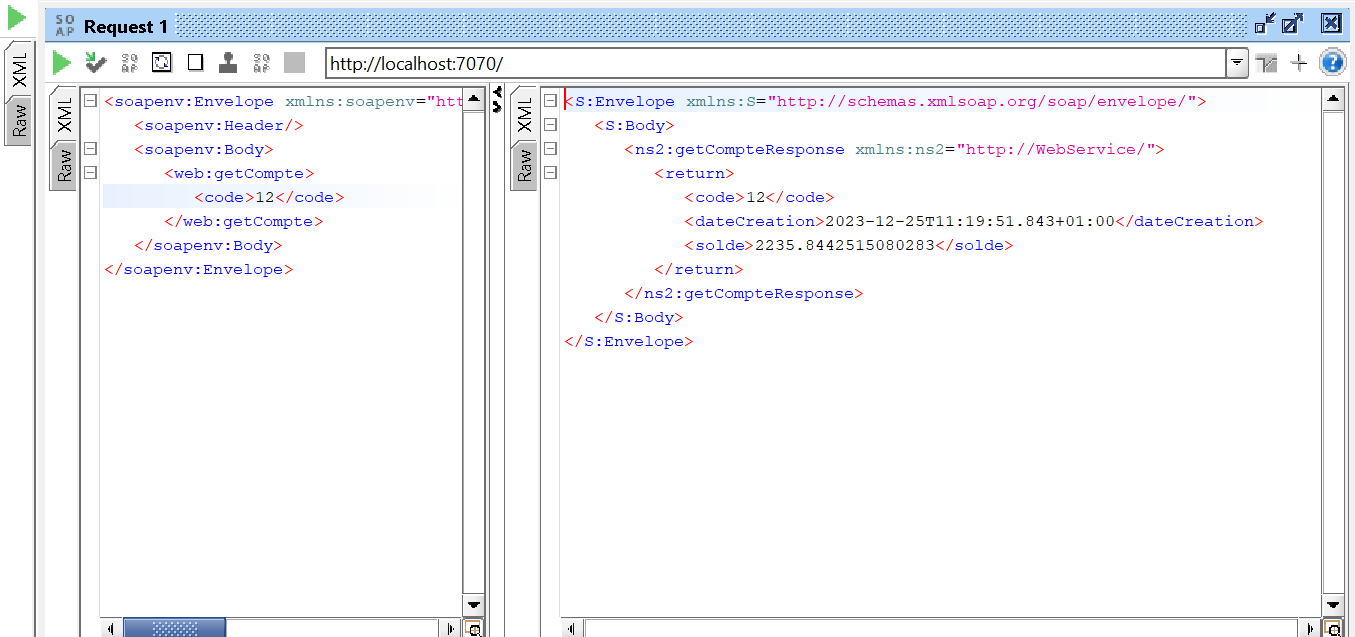 SO
AP
Request 1
http://localhost:7070/
XML
Raw
XML
Raw
<soapenv:Envelope xmlns:soapenv="htt
<soapenv:Header/>
<soapenv:Body>
<web:getCompte>
<code>12</code>
</web:getCompte>
</soapenv:Body>
</soapenv:Envelope>
XML
Raw
<S:Envelope xmlns:S="http://schemas.xmlsoap.org/soap/envelope/">
<S:Body>
<ns2:getCompteResponse xmlns:ns2="http://WebService/">
<return>
<code>12</code>
<dateCreation>2023-12-25T11:19:51.843+01:00</dateCreation>
<solde>2235.8442515080283</solde>
</return>
</ns2:getCompteResponse>
</S:Body>
</S:Envelope>